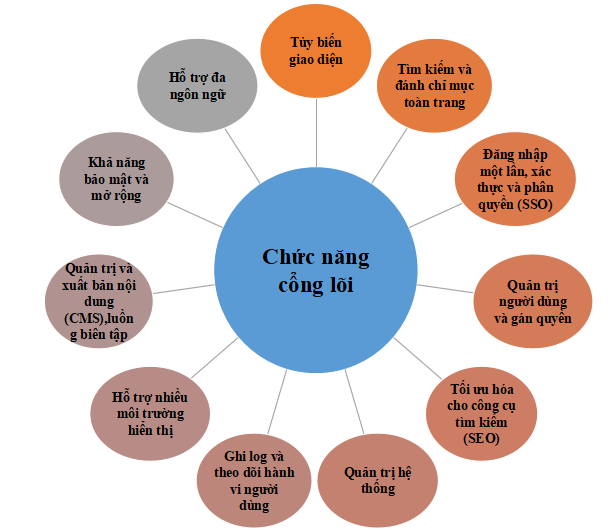 Tùy biến
giao diện
Tìm kiếm và
đánh chỉ mục
toàn trang
Đăng nhập
một lần, xác
thực và phân
quyền (SSO)
Quản trị
người dùng
và gán quyền
Tối ưu hóa
cho công cụ
tìm kiếm
(SEO)
Quản trị hệ
thống
Ghi log và
theo dõi hành
vi người
dùng
Hỗ trợ nhiều
môi trường
hiển thị
Quản trị và
xuất bản nội
dung
(CMS),luồn
g biên tập
Khả năng
bảo mật và
mở rộng
Hỗ trợ đa
ngôn ngữ
Chức năng
cổng lõi